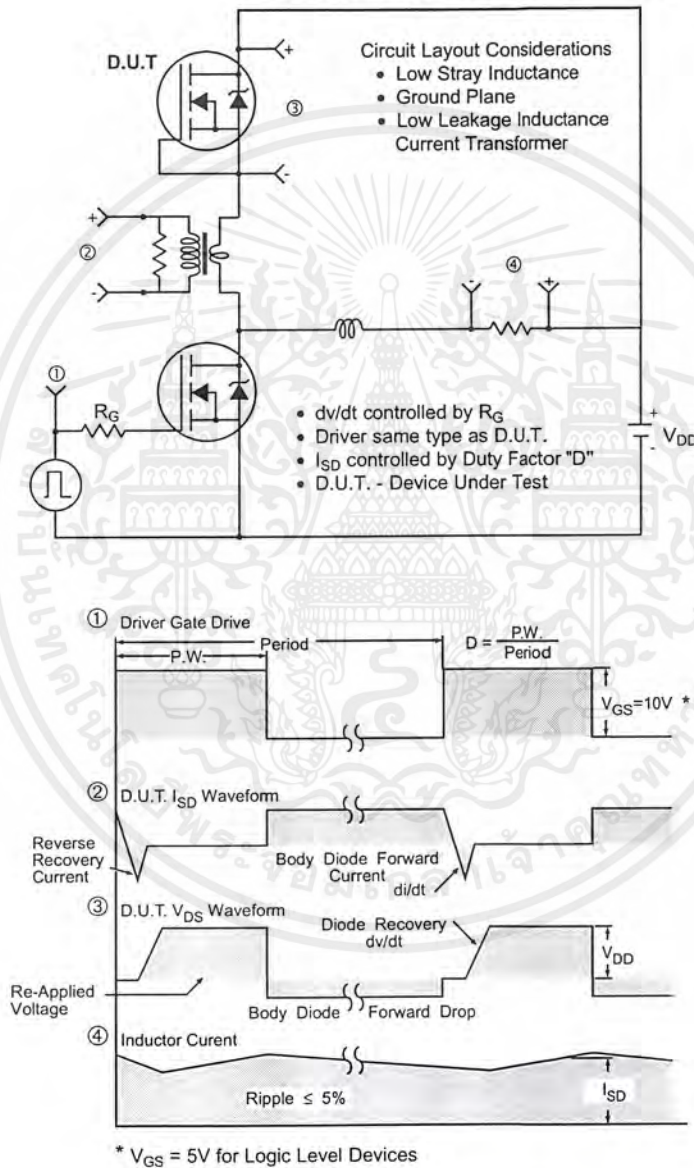 D.U.T
+
-
③
Circuit Layout Considerations
• Low Stray Inductance
• Ground Plane
• Low Leakage Inductance
Current Transformer
+
②
-
④
-
+
①
R_G
+
V_DD
-
• dv/dt controlled by R_G
• Driver same type as D.U.T.
• I_SD controlled by Duty Factor "D"
• D.U.T. - Device Under Test
① Driver Gate Drive
Period
P.W.
D = P.W. / Period
V_GS=10V *
② D.U.T. I_SD Waveform
Reverse
Recovery
Current
Body Diode Forward
Current
di/dt
③ D.U.T. V_DS Waveform
Diode Recovery
dv/dt
V_DD
Re-Applied
Voltage
Body Diode Forward Drop
④ Inductor Curent
Ripple ≤ 5%
I_SD
* V_GS = 5V for Logic Level Devices